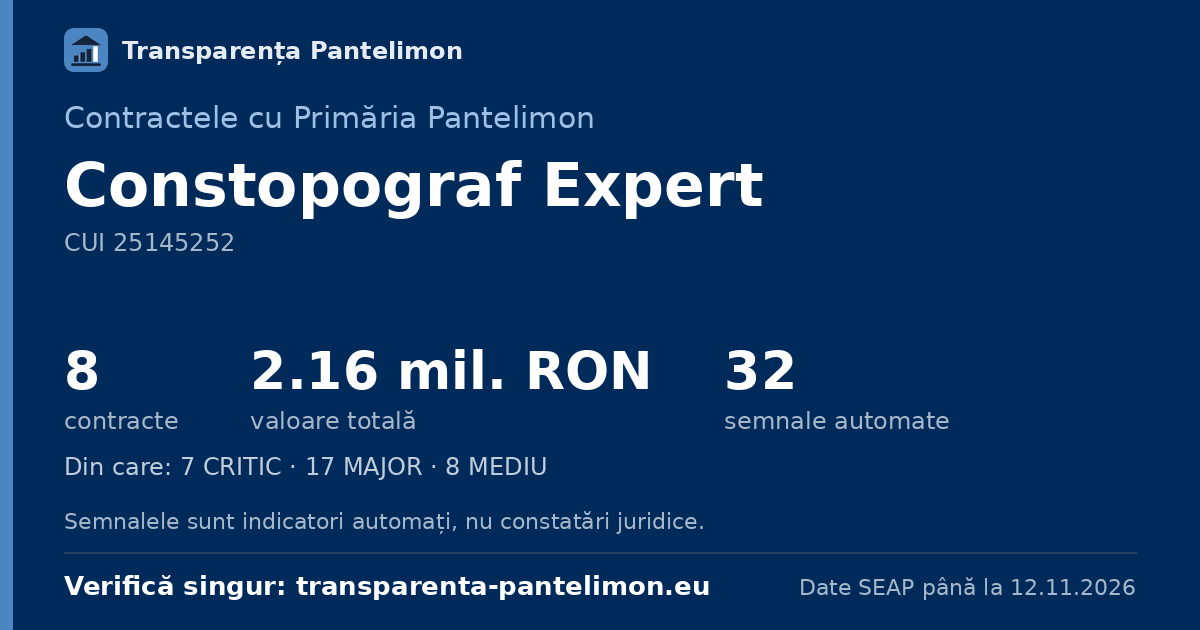 Transparența Pantelimon
Contractele cu Primăria Pantelimon
Constopograf Expert
CUI 25145252
8 2.16 mil. RON 32
contracte valoare totală semnale automate
Din care: 7 CRITIC · 17 MAJOR · 8 MEDIU
Semnalele sunt indicatori automați, nu constatări juridice.
Verifică singur: transparenta-pantelimon.eu Date SEAP până la 12.11.2026